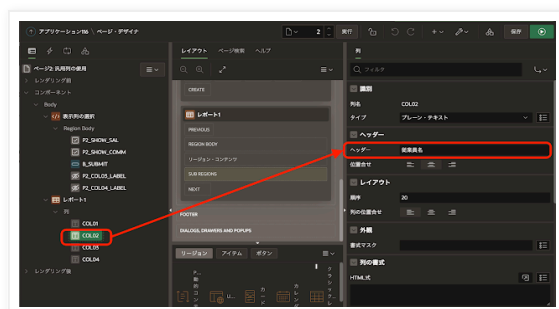 アプリケーション116 \ ページ・デザイナ
2
実行
保存
ページ2: 汎用列の使用
レンダリング前
コンポーネント
Body
表示列の選択
Region Body
P2_SHOW_SAL
P2_SHOW_COMM
B_SUBMIT
P2_COL03_LABEL
P2_COL04_LABEL
レポート1
列
COL01
COL02
COL03
COL04
レンダリング後
レイアウト ページ検索 ヘルプ
CREATE
レポート1
PREVIOUS
REGION BODY
リージョン・コンテンツ
SUB REGIONS
NEXT
FOOTER
DIALOGS, DRAWERS AND POPUPS
リージョン アイテム ボタン
列
フィルタ
識別
列名 COL02
タイプ プレーン・テキスト
ヘッダー
ヘッダー 従業員名
位置合せ
レイアウト
順序 20
列の位置合せ
外観
書式マスク
列の書式
HTML式